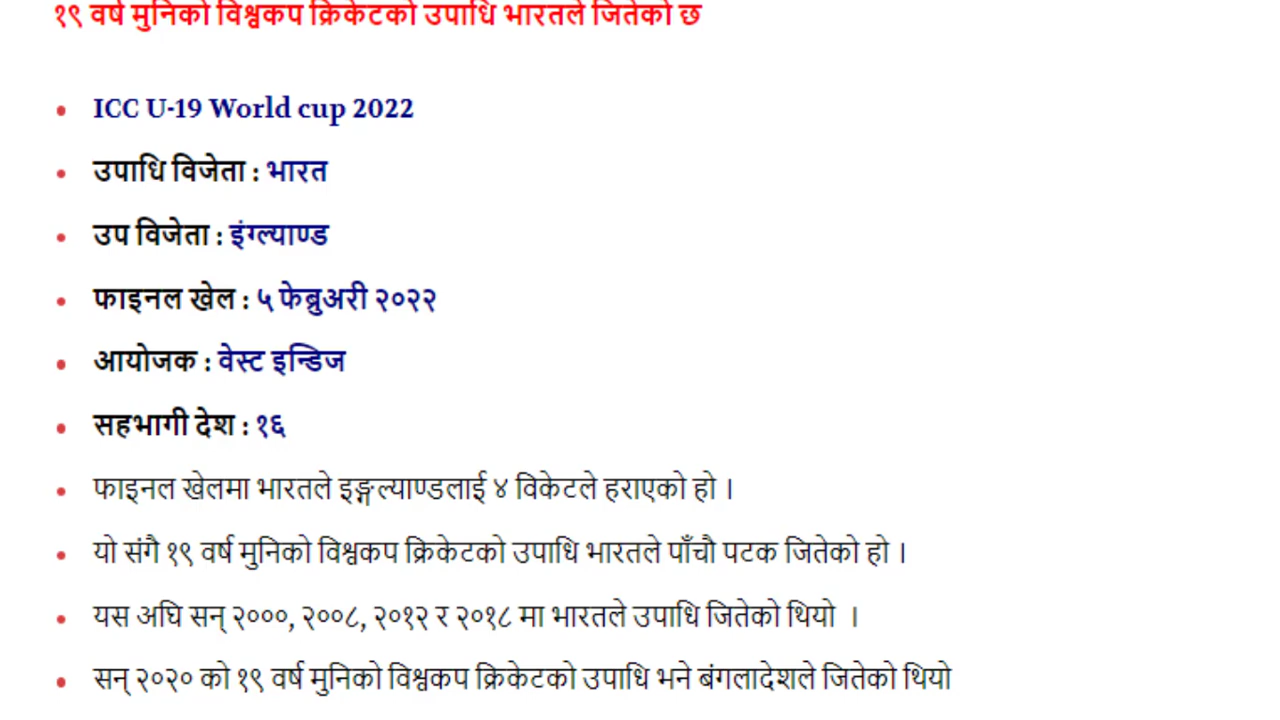 १९ वर्ष मुनिको विश्वकप क्रिकेटको उपाधि भारतले जितेको छ
ICC U-19 World cup 2022
उपाधि विजेता : भारत
उप विजेता : इंग्ल्याण्ड
फाइनल खेल : ५ फेब्रुअरी २०२२
आयोजक : वेस्ट इन्डिज
सहभागी देश : १६
फाइनल खेलमा भारतले इङ्गल्याण्डलाई ४ विकेटले हराएको हो ।
यो संगै १९ वर्ष मुनिको विश्वकप क्रिकेटको उपाधि भारतले पाँचौ पटक जितेको हो ।
यस अघि सन् २०००, २००८, २०१२ र २०१८ मा भारतले उपाधि जितेको थियो ।
सन् २०२० को १९ वर्ष मुनिको विश्वकप क्रिकेटको उपाधि भने बंगलादेशले जितेको थियो